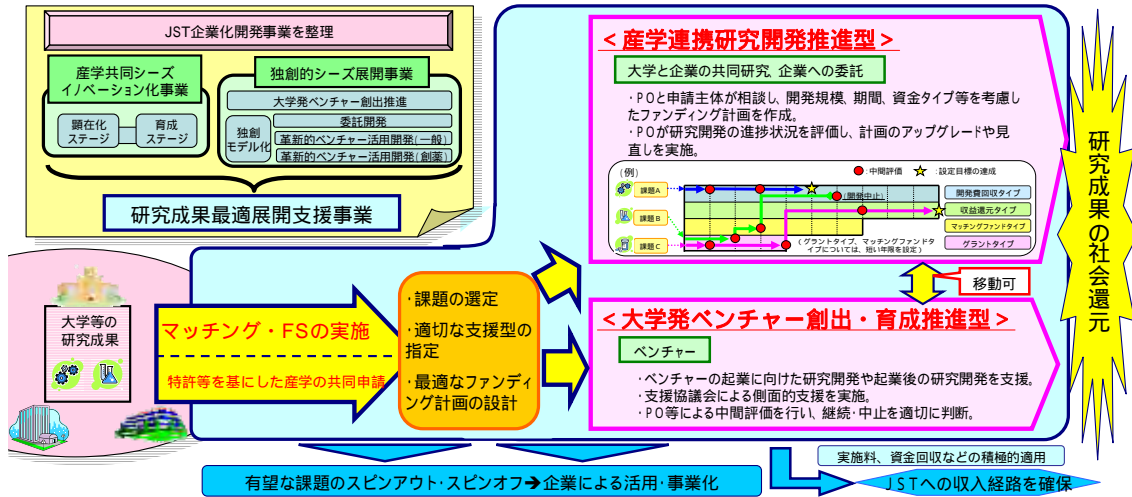 JST企業化開発事業を整理
産学共同シーズ
イノベーション化事業
顕在化
ステージ
育成
ステージ
独創的シーズ展開事業
大学発ベンチャー創出推進
独創
モデル化
委託開発
革新的ベンチャー活用開発(一般)
革新的ベンチャー活用開発(創薬)
研究成果最適展開支援事業
<産学連携研究開発推進型>
大学と企業の共同研究、企業への委託
・POと申請主体が相談し、開発規模、期間、資金タイプ等を考慮し
たファンディング計画を作成。
・POが研究開発の進捗状況を評価し、計画のアップグレードや見
直しを実施。
(例)
:中間評価
:設定目標の達成
課題A
課題B
課題C
(開発中止)
開発費回収タイプ
収益還元タイプ
マッチングファンドタイプ
グラントタイプ
(グラントタイプ、マッチングファンドタ
イプについては、短い年限を設定)
移動可
大学等の
研究成果
マッチング・FSの実施
特許等を基にした産学の共同申請
・課題の選定
・適切な支援型の
指定
・最適なファンディ
ング計画の設計
<大学発ベンチャー創出・育成推進型>
ベンチャー
・ベンチャーの起業に向けた研究開発や起業後の研究開発を支援。
・支援協議会による側面的支援を実施。
・PO等による中間評価を行い、継続・中止を適切に判断。
研究成果の社会還元
有望な課題のスピンアウト・スピンオフ➔企業による活用・事業化
実施料、資金回収などの積極的適用
JSTへの収入経路を確保